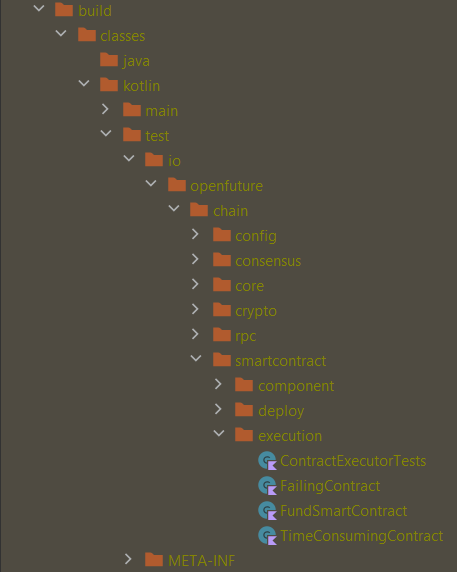 build
classes
java
kotlin
main
test
io
openfuture
chain
config
consensus
core
crypto
rpc
smartcontract
component
deploy
execution
ContractExecutorTests
FailingContract
FundSmartContract
TimeConsumingContract
META-INF